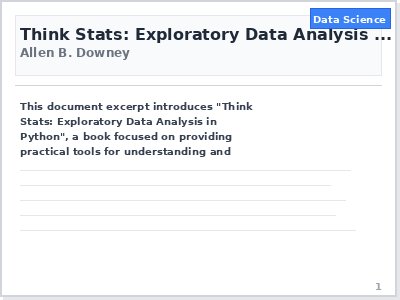 Data Science
Think Stats: Exploratory Data Analysis ...
Allen B. Downey
This document excerpt introduces "Think
Stats: Exploratory Data Analysis in
Python", a book focused on providing
practical tools for understanding and
1